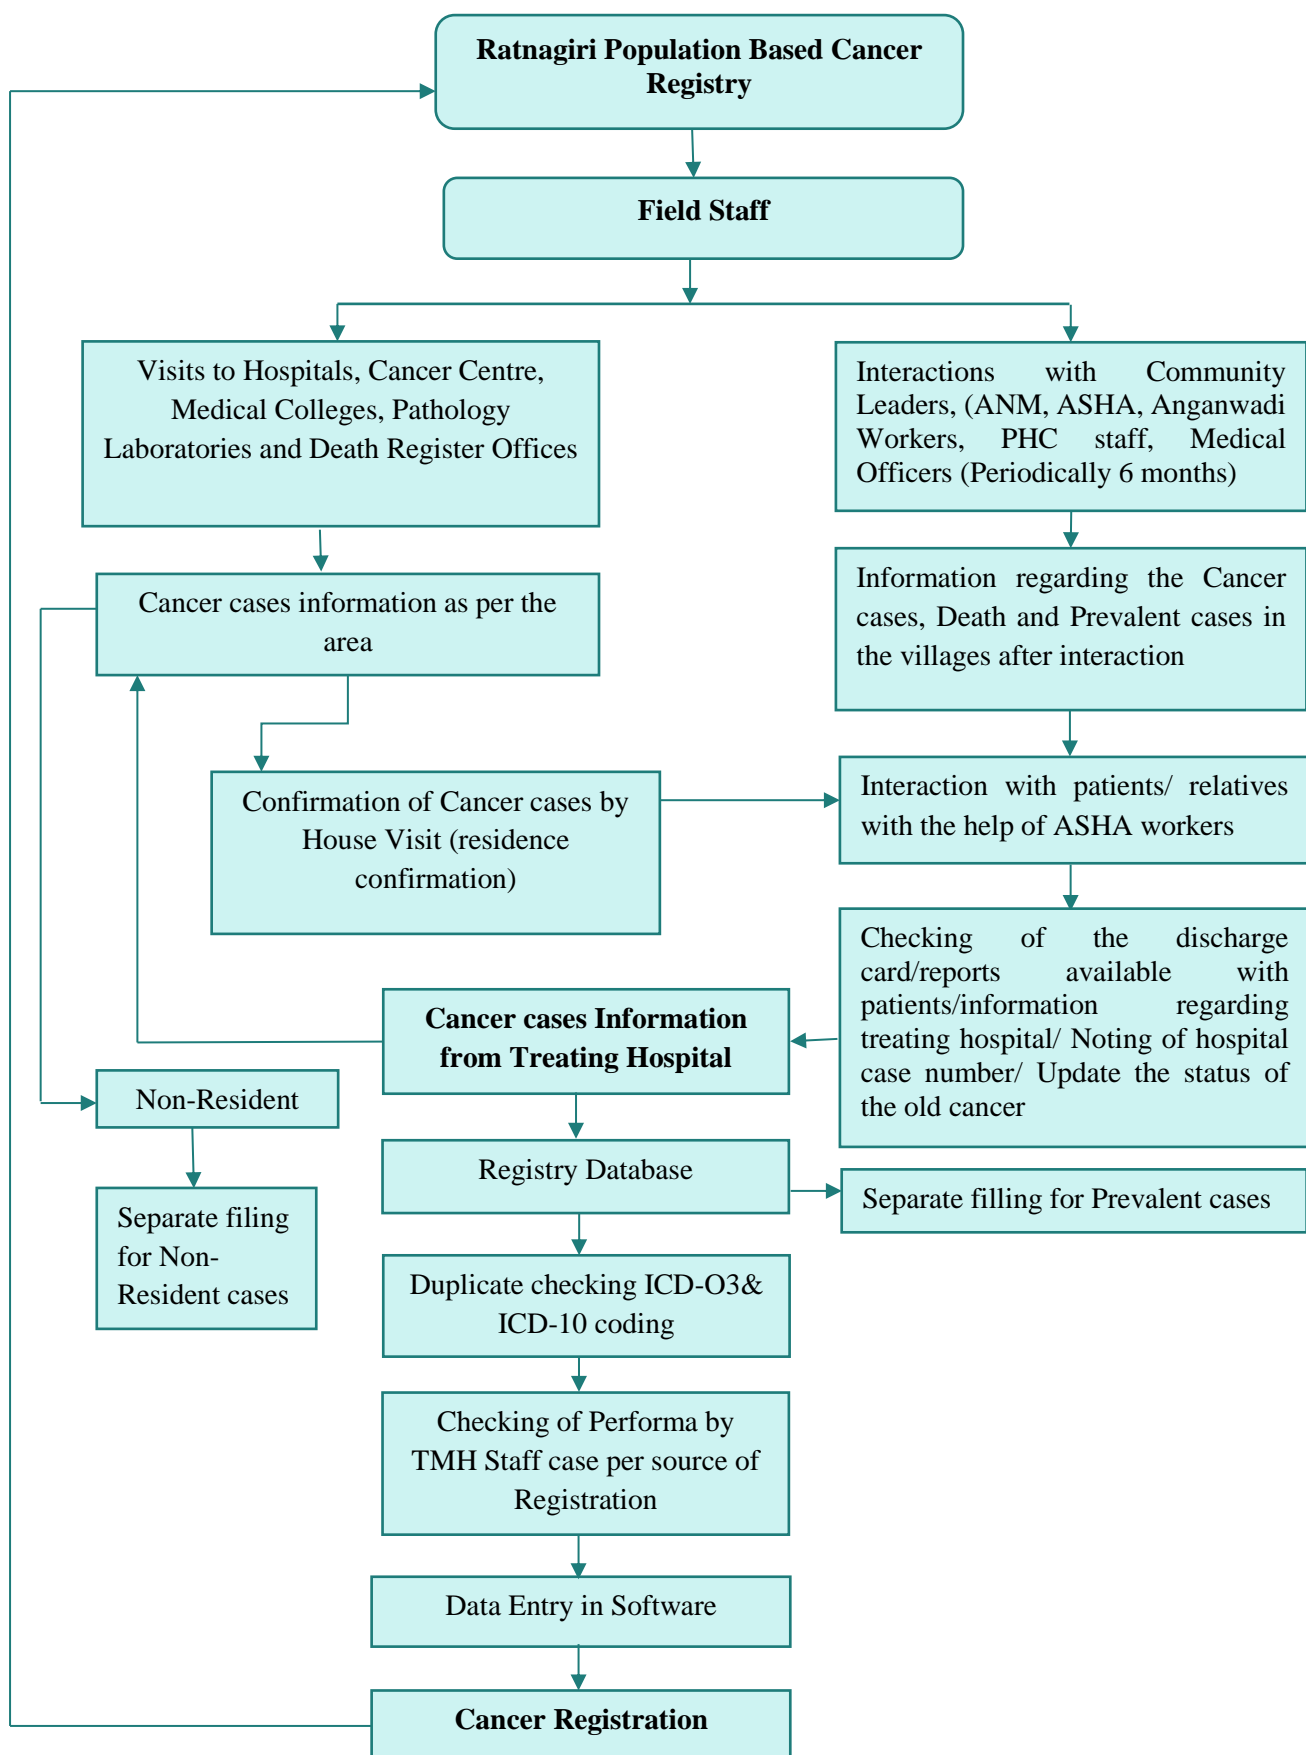 Ratnagiri Population Based Cancer
Registry
Field Staff
Visits to Hospitals, Cancer Centre,
Medical Colleges, Pathology
Laboratories and Death Register Offices
Interactions with Community
Leaders, (ANM, ASHA, Anganwadi
Workers, PHC staff, Medical
Officers (Periodically 6 months)
Cancer cases information as per the
area
Information regarding the Cancer
cases, Death and Prevalent cases in
the villages after interaction
Confirmation of Cancer cases by
House Visit (residence
confirmation)
Interaction with patients/ relatives
with the help of ASHA workers
Checking of the discharge
card/reports available with
patients/information regarding
treating hospital/ Noting of hospital
case number/ Update the status of
the old cancer
Cancer cases Information
from Treating Hospital
Non-Resident
Separate filing
for Non-
Resident cases
Registry Database
Separate filling for Prevalent cases
Duplicate checking ICD-O3&
ICD-10 coding
Checking of Performa by
TMH Staff case per source of
Registration
Data Entry in Software
Cancer Registration